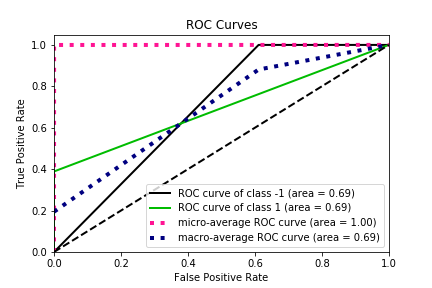 ROC Curves
True Positive Rate
1.0
0.8
0.6
0.4
0.2
0.0
ROC curve of class -1 (area = 0.69)
ROC curve of class 1 (area = 0.69)
micro-average ROC curve (area = 1.00)
macro-average ROC curve (area = 0.69)
0.0 0.2 0.4 0.6 0.8 1.0
False Positive Rate